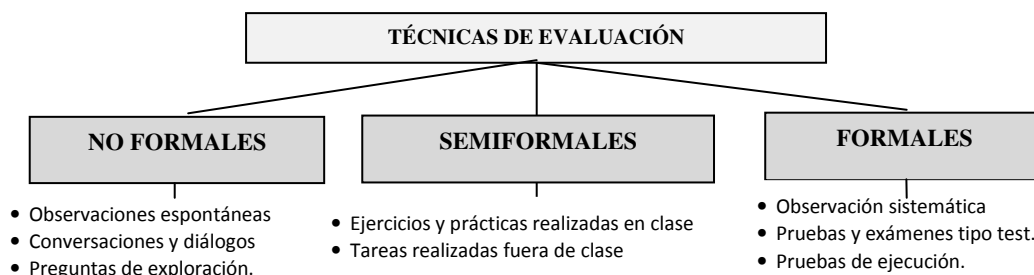 TÉCNICAS DE EVALUACIÓN
NO FORMALES
SEMIFORMALES
FORMALES
• Observaciones espontáneas
• Conversaciones y diálogos
• Preguntas de exploración.
• Ejercicios y prácticas realizadas en clase
• Tareas realizadas fuera de clase
• Observación sistemática
• Pruebas y exámenes tipo test.
• Pruebas de ejecución.